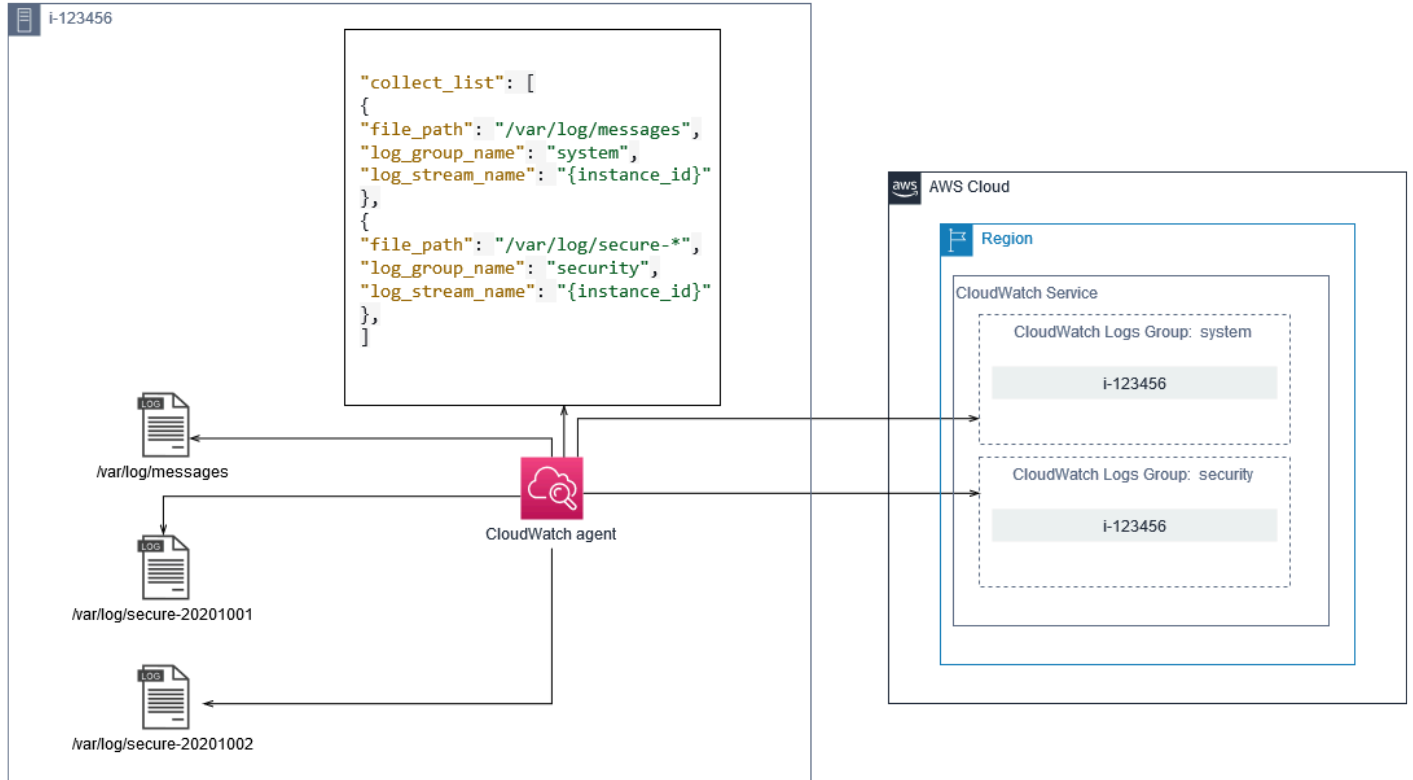 i-123456
"collect_list": [
{
"file_path": "/var/log/messages",
"log_group_name": "system",
"log_stream_name": "{instance_id}"
},
{
"file_path": "/var/log/secure-*",
"log_group_name": "security",
"log_stream_name": "{instance_id}"
},
]
LOG
/var/log/messages
LOG
/var/log/secure-20201001
LOG
/var/log/secure-20201002
CloudWatch agent
aws AWS Cloud
Region
CloudWatch Service
CloudWatch Logs Group: system
i-123456
CloudWatch Logs Group: security
i-123456